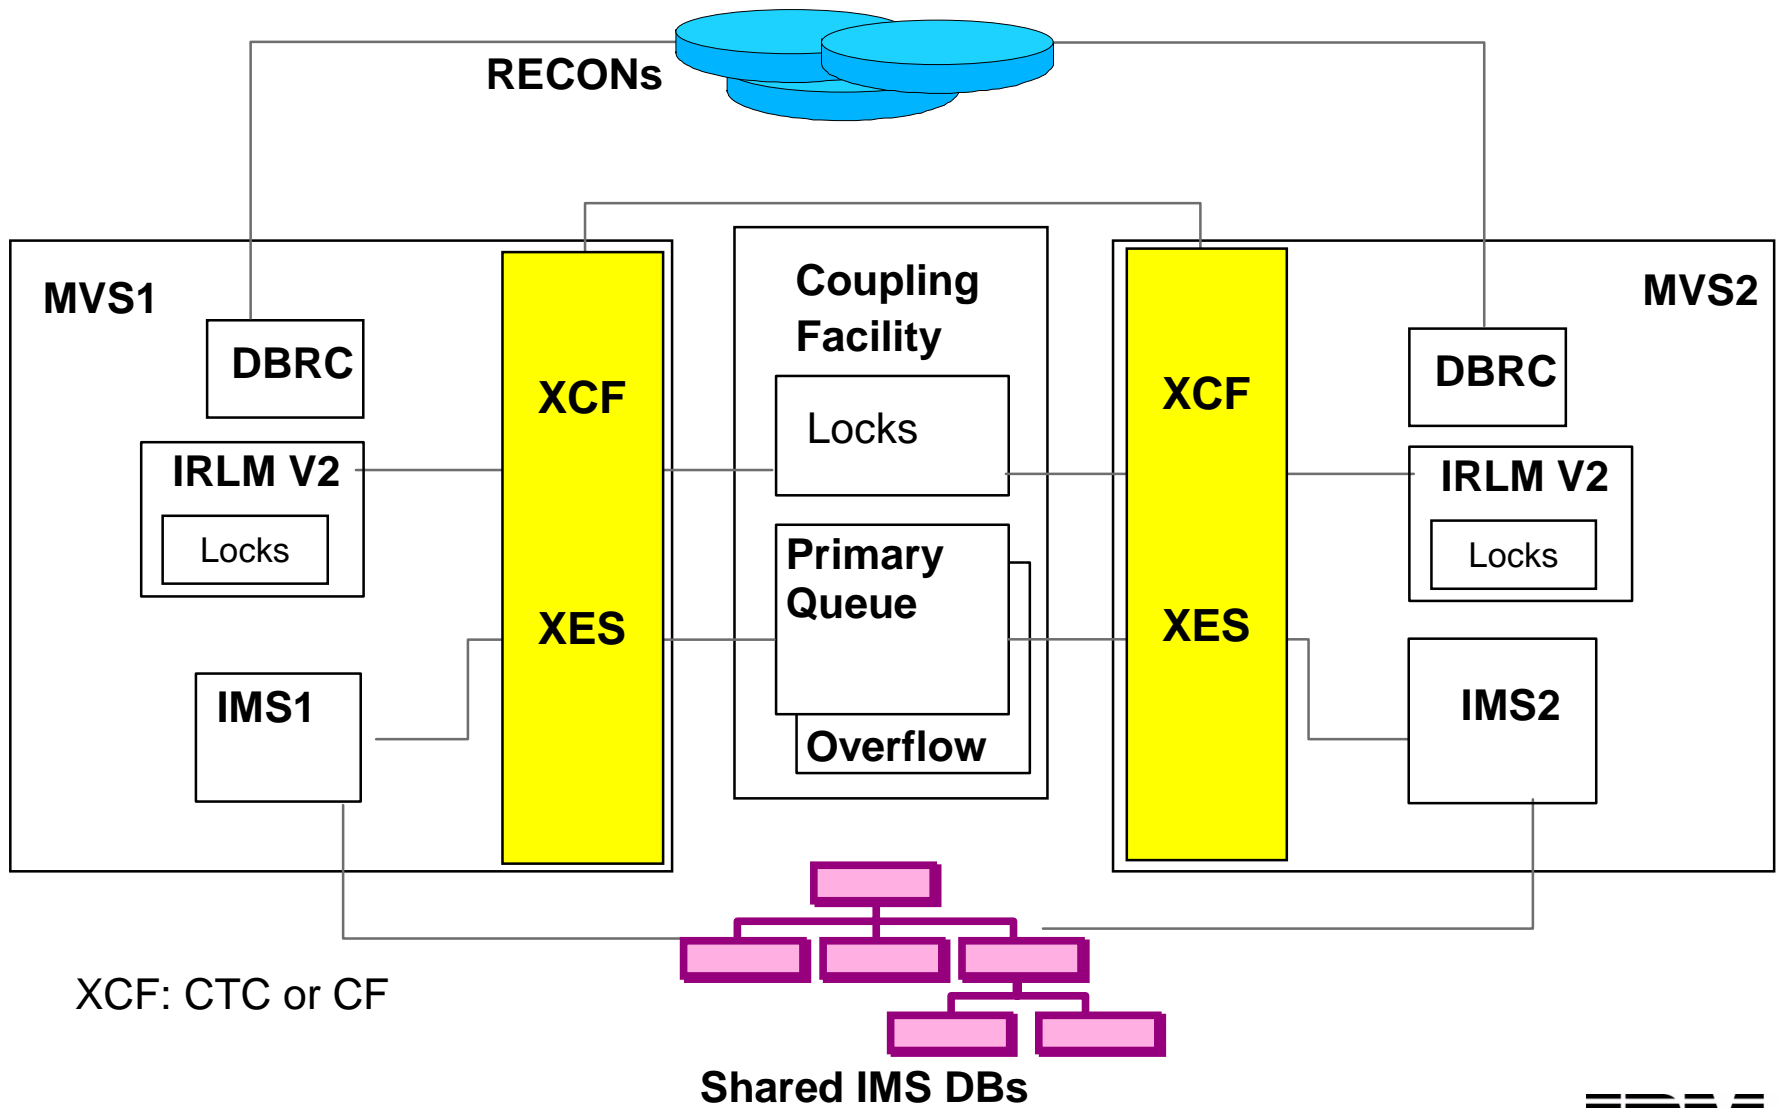 RECONs
MVS1
DBRC
IRLM V2
Locks
IMS1
XCF
XES
Coupling
Facility
Locks
Primary
Queue
Overflow
XCF
XES
MVS2
DBRC
IRLM V2
Locks
IMS2
XCF: CTC or CF
Shared IMS DBs